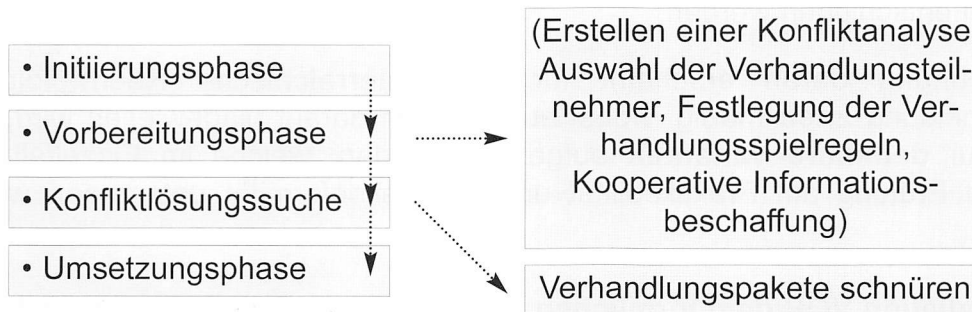 • Initiierungsphase
• Vorbereitungsphase
• Konfliktlösungssuche
• Umsetzungsphase
(Erstellen einer Konfliktanalyse
Auswahl der Verhandlungsteil-
nehmer, Festlegung der Ver-
handlungsspielregeln,
Kooperative Informations-
beschaffung)
Verhandlungspakete schnüren